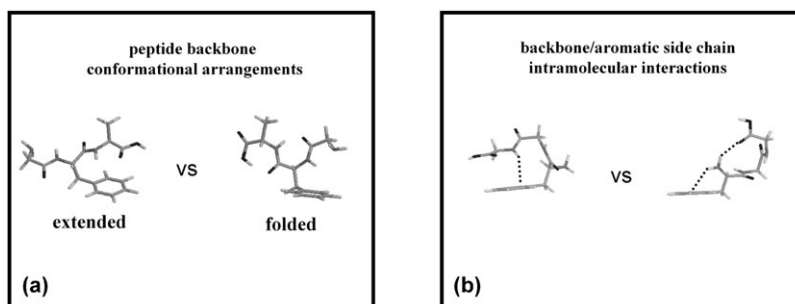 peptide backbone
conformational arrangements
vs
extended
folded
(a)
backbone/aromatic side chain
intramolecular interactions
vs
(b)